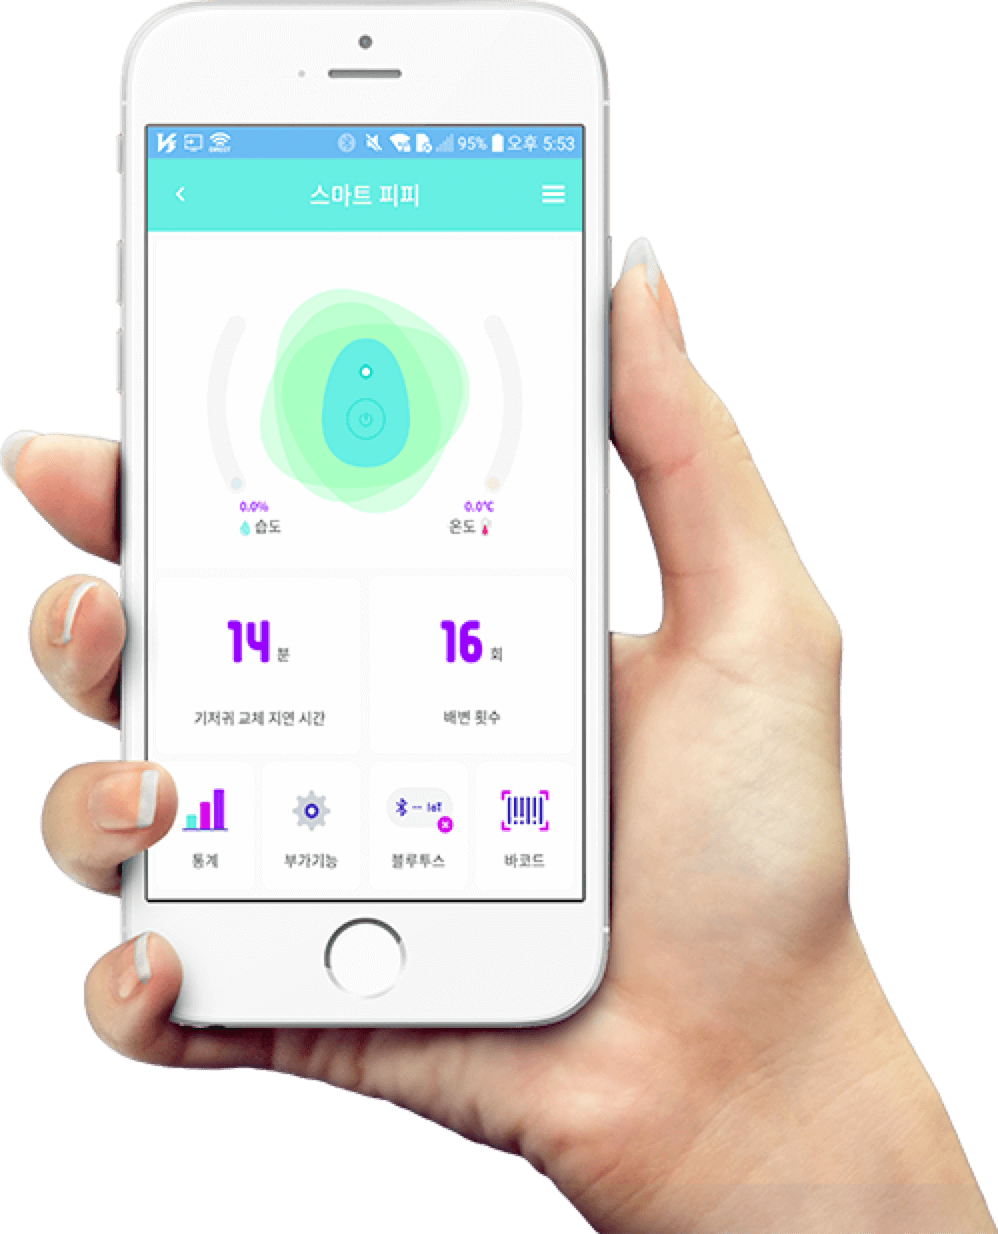 DIRECT 95% 오후 5:53
스마트 피피
0.0% 0.0℃
습도 온도
14 분 16 회
기저귀 교체 지연 시간 배변 횟수
IoT
통계 부가기능 블루투스 바코드